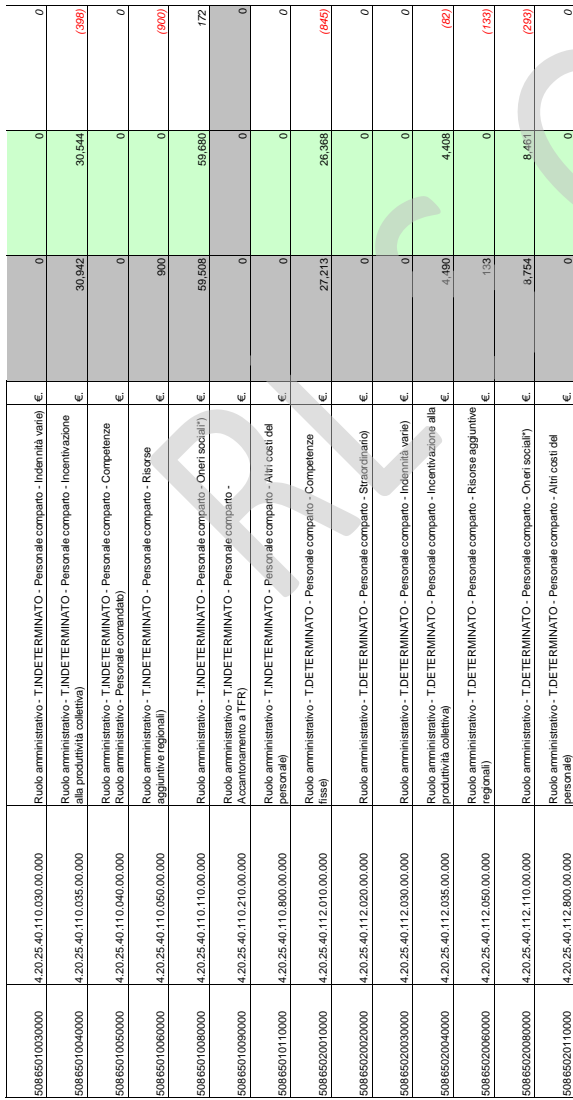 50865010030000 4.20.25.40.110.030.00.000 Ruolo amministrativo - T.INDETERMINATO - Personale comparto - Indennità varie) €. 0 0 0
50865010040000 4.20.25.40.110.035.00.000 Ruolo amministrativo - T.INDETERMINATO - Personale comparto - Incentivazione €. 30,942 30,544 (398)
alla produttività collettiva)
50865010050000 4.20.25.40.110.040.00.000 Ruolo amministrativo - T.INDETERMINATO - Personale comparto - Competenze €. 0 0 0
Ruolo amministrativo - Personale comandato)
50865010060000 4.20.25.40.110.050.00.000 Ruolo amministrativo - T.INDETERMINATO - Personale comparto - Risorse €. 900 0 (900)
aggiuntive regionali)
50865010080000 4.20.25.40.110.110.00.000 Ruolo amministrativo - T.INDETERMINATO - Personale comparto - Oneri sociali*) €. 59,508 59,680 172
50865010090000 4.20.25.40.110.210.00.000 Ruolo amministrativo - T.INDETERMINATO - Personale comparto - €. 0 0 0
Accantonamento a TFR)
50865010110000 4.20.25.40.110.800.00.000 Ruolo amministrativo - T.INDETERMINATO - Personale comparto - Altri costi del €. 0 0 0
personale)
50865020010000 4.20.25.40.112.010.00.000 Ruolo amministrativo - T.DETERMINATO - Personale comparto - Competenze €. 27,213 26,368 (845)
fisse)
50865020020000 4.20.25.40.112.020.00.000 Ruolo amministrativo - T.DETERMINATO - Personale comparto - Straordinario) €. 0 0 0
50865020030000 4.20.25.40.112.030.00.000 Ruolo amministrativo - T.DETERMINATO - Personale comparto - Indennità varie) €. 0 0 0
50865020040000 4.20.25.40.112.035.00.000 Ruolo amministrativo - T.DETERMINATO - Personale comparto - Incentivazione alla €. 4,490 4,408 (82)
produttività collettiva)
50865020060000 4.20.25.40.112.050.00.000 Ruolo amministrativo - T.DETERMINATO - Personale comparto - Risorse aggiuntive €. 133 0 (133)
regionali)
50865020080000 4.20.25.40.112.110.00.000 Ruolo amministrativo - T.DETERMINATO - Personale comparto - Oneri sociali*) €. 8,754 8,461 (293)
50865020110000 4.20.25.40.112.800.00.000 Ruolo amministrativo - T.DETERMINATO - Personale comparto - Altri costi del €. 0 0 0
personale)